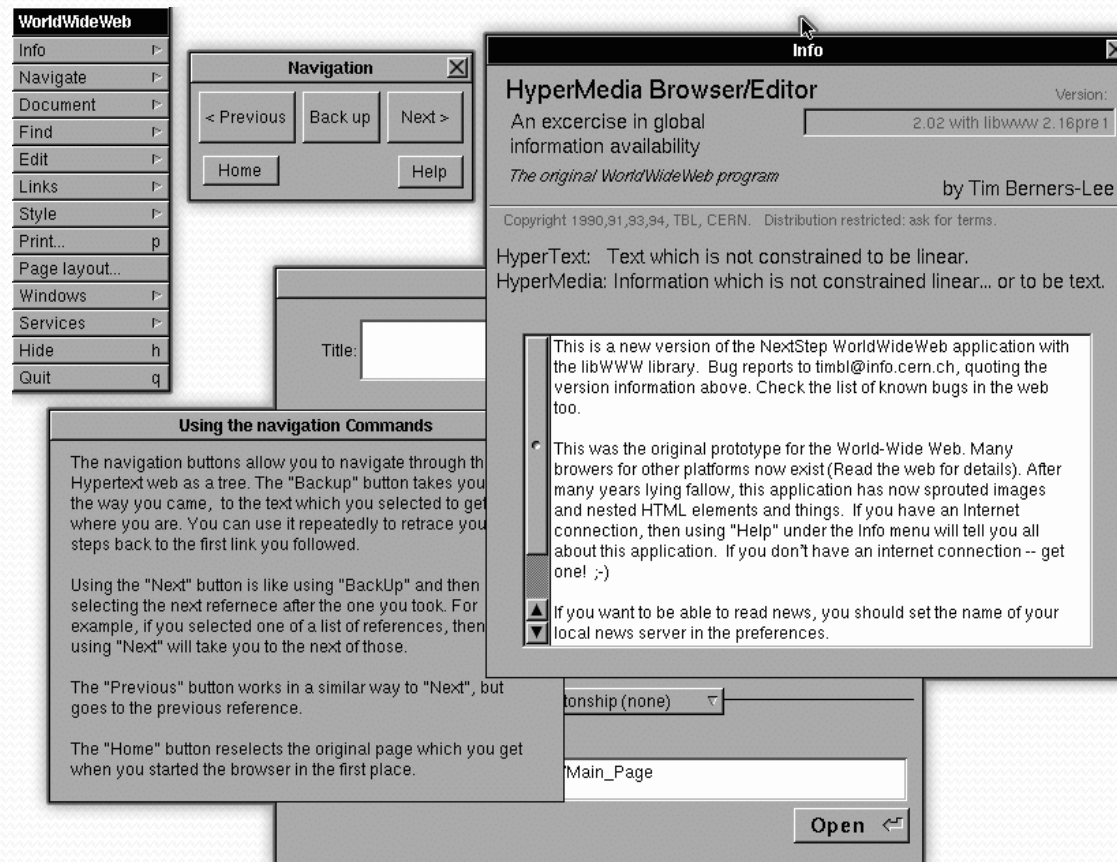 WorldWideWeb
Info
Navigate
Document
Find
Edit
Links
Style
Print... p
Page layout...
Windows
Services
Hide h
Quit q
Navigation
< Previous Back up Next >
Home Help
Info
HyperMedia Browser/Editor
Version:
An excercise in global
2.02 with libwww 2.16pre1
information availability
The original WorldWideWeb program
by Tim Berners-Lee
Copyright 1990,91,93,94, TBL, CERN. Distribution restricted: ask for terms.
HyperText: Text which is not constrained to be linear.
HyperMedia: Information which is not constrained linear... or to be text.
This is a new version of the NextStep WorldWideWeb application with
the libWWW library. Bug reports to timbl@info.cern.ch, quoting the
version information above. Check the list of known bugs in the web
too.
This was the original prototype for the World-Wide Web. Many
browers for other platforms now exist (Read the web for details). After
many years lying fallow, this application has now sprouted images
and nested HTML elements and things. If you have an Internet
connection, then using "Help" under the Info menu will tell you all
about this application. If you don't have an internet connection -- get
one! ;-)
If you want to be able to read news, you should set the name of your
local news server in the preferences.
Title:
Using the navigation Commands
The navigation buttons allow you to navigate through th
Hypertext web as a tree. The "Backup" button takes you
the way you came, to the text which you selected to get
where you are. You can use it repeatedly to retrace you
steps back to the first link you followed.
Using the "Next" button is like using "BackUp" and then
selecting the next refernece after the one you took. For
example, if you selected one of a list of references, then
using "Next" will take you to the next of those.
The "Previous" button works in a similar way to "Next", but
goes to the previous reference.
The "Home" button reselects the original page which you get
when you started the browser in the first place.
tonship (none)
/Main_Page
Open